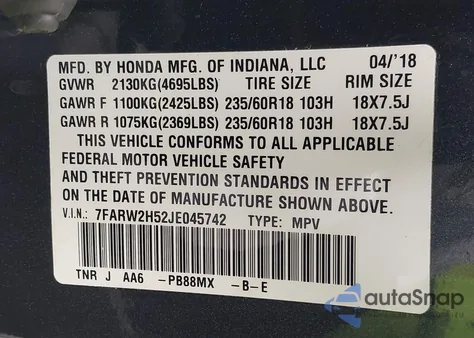 MFD. BY HONDA MFG. OF INDIANA, LLC 04/'18
GVWR 2130KG(4695LBS) TIRE SIZE RIM SIZE
GAWR F 1100KG(2425LBS) 235/60R18 103H 18X7.5J
GAWR R 1075KG(2369LBS) 235/60R18 103H 18X7.5J
THIS VEHICLE CONFORMS TO ALL APPLICABLE
FEDERAL MOTOR VEHICLE SAFETY
AND THEFT PREVENTION STANDARDS IN EFFECT
ON THE DATE OF MANUFACTURE SHOWN ABOVE.
V.I.N.: 7FARW2H52JE045742 TYPE: MPV
TNR J AA6 -PB88MX -B-E
autoSnap